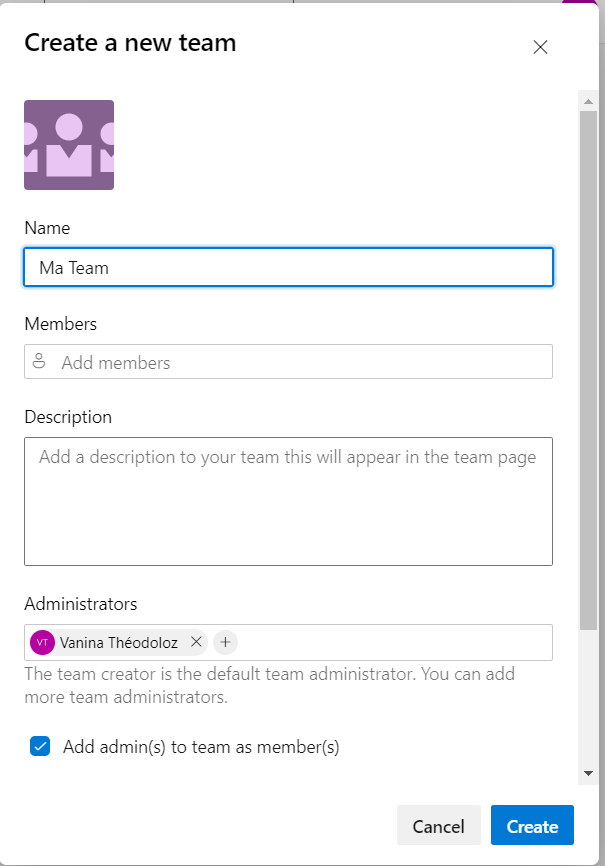 Create a new team
Name
Ma Team
Members
Add members
Description
Add a description to your team this will appear in the team page
Administrators
VT Vanina Théodoloz
The team creator is the default team administrator. You can add
more team administrators.
Add admin(s) to team as member(s)
Cancel Create